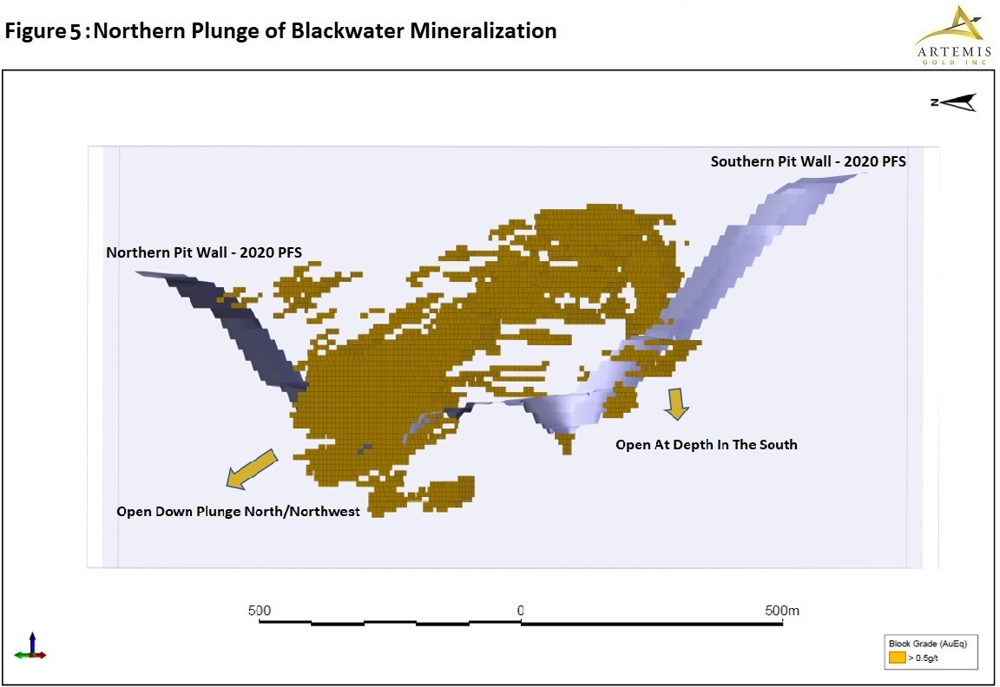 Figure 5: Northern Plunge of Blackwater Mineralization
ARTEMIS
GOLD INC
N
Southern Pit Wall - 2020 PFS
Northern Pit Wall - 2020 PFS
Open At Depth In The South
Open Down Plunge North/Northwest
500 0 500m
Block Grade (AuEq)
> 0.5g/t